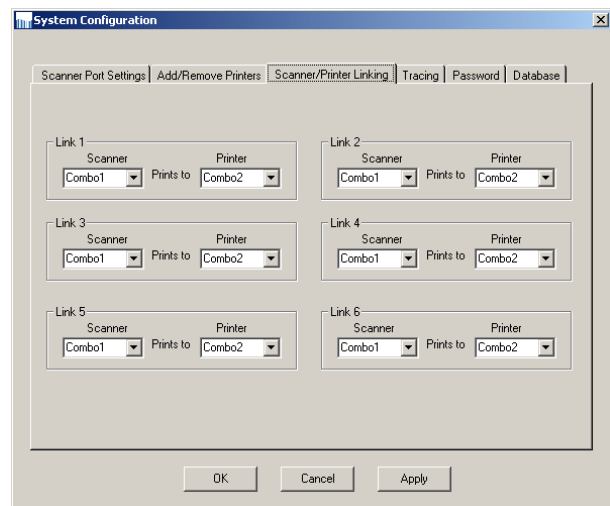 System Configuration
Scanner Port Settings Add/Remove Printers Scanner/Printer Linking Tracing Password Database
Link 1 Link 2
Scanner Printer Scanner Printer
Combo1 Prints to Combo2 Combo1 Prints to Combo2
Link 3 Link 4
Scanner Printer Scanner Printer
Combo1 Prints to Combo2 Combo1 Prints to Combo2
Link 5 Link 6
Scanner Printer Scanner Printer
Combo1 Prints to Combo2 Combo1 Prints to Combo2
OK Cancel Apply